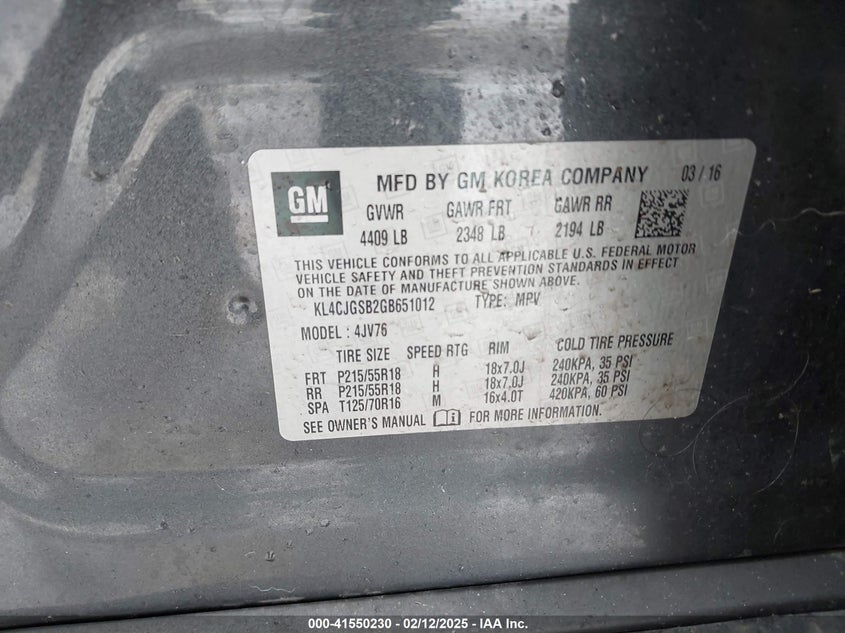 GM
MFD BY GM KOREA COMPANY 03/16
GVWR GAWR FRT GAWR RR
4409 LB 2348 LB 2194 LB
THIS VEHICLE CONFORMS TO ALL APPLICABLE U.S. FEDERAL MOTOR
VEHICLE SAFETY AND THEFT PREVENTION STANDARDS IN EFFECT
ON THE DATE OF MANUFACTURE SHOWN ABOVE.
KL4CJGSB2GB651012 TYPE: MPV
MODEL : 4JV76
TIRE SIZE SPEED RTG RIM COLD TIRE PRESSURE
FRT P215/55R18 H 18x7.0J 240KPA, 35 PSI
RR P215/55R18 H 18x7.0J 240KPA, 35 PSI
SPA T125/70R16 M 16x4.0T 420KPA, 60 PSI
SEE OWNER'S MANUAL FOR MORE INFORMATION.
000-41550230 - 02/12/2025 - IAA Inc.